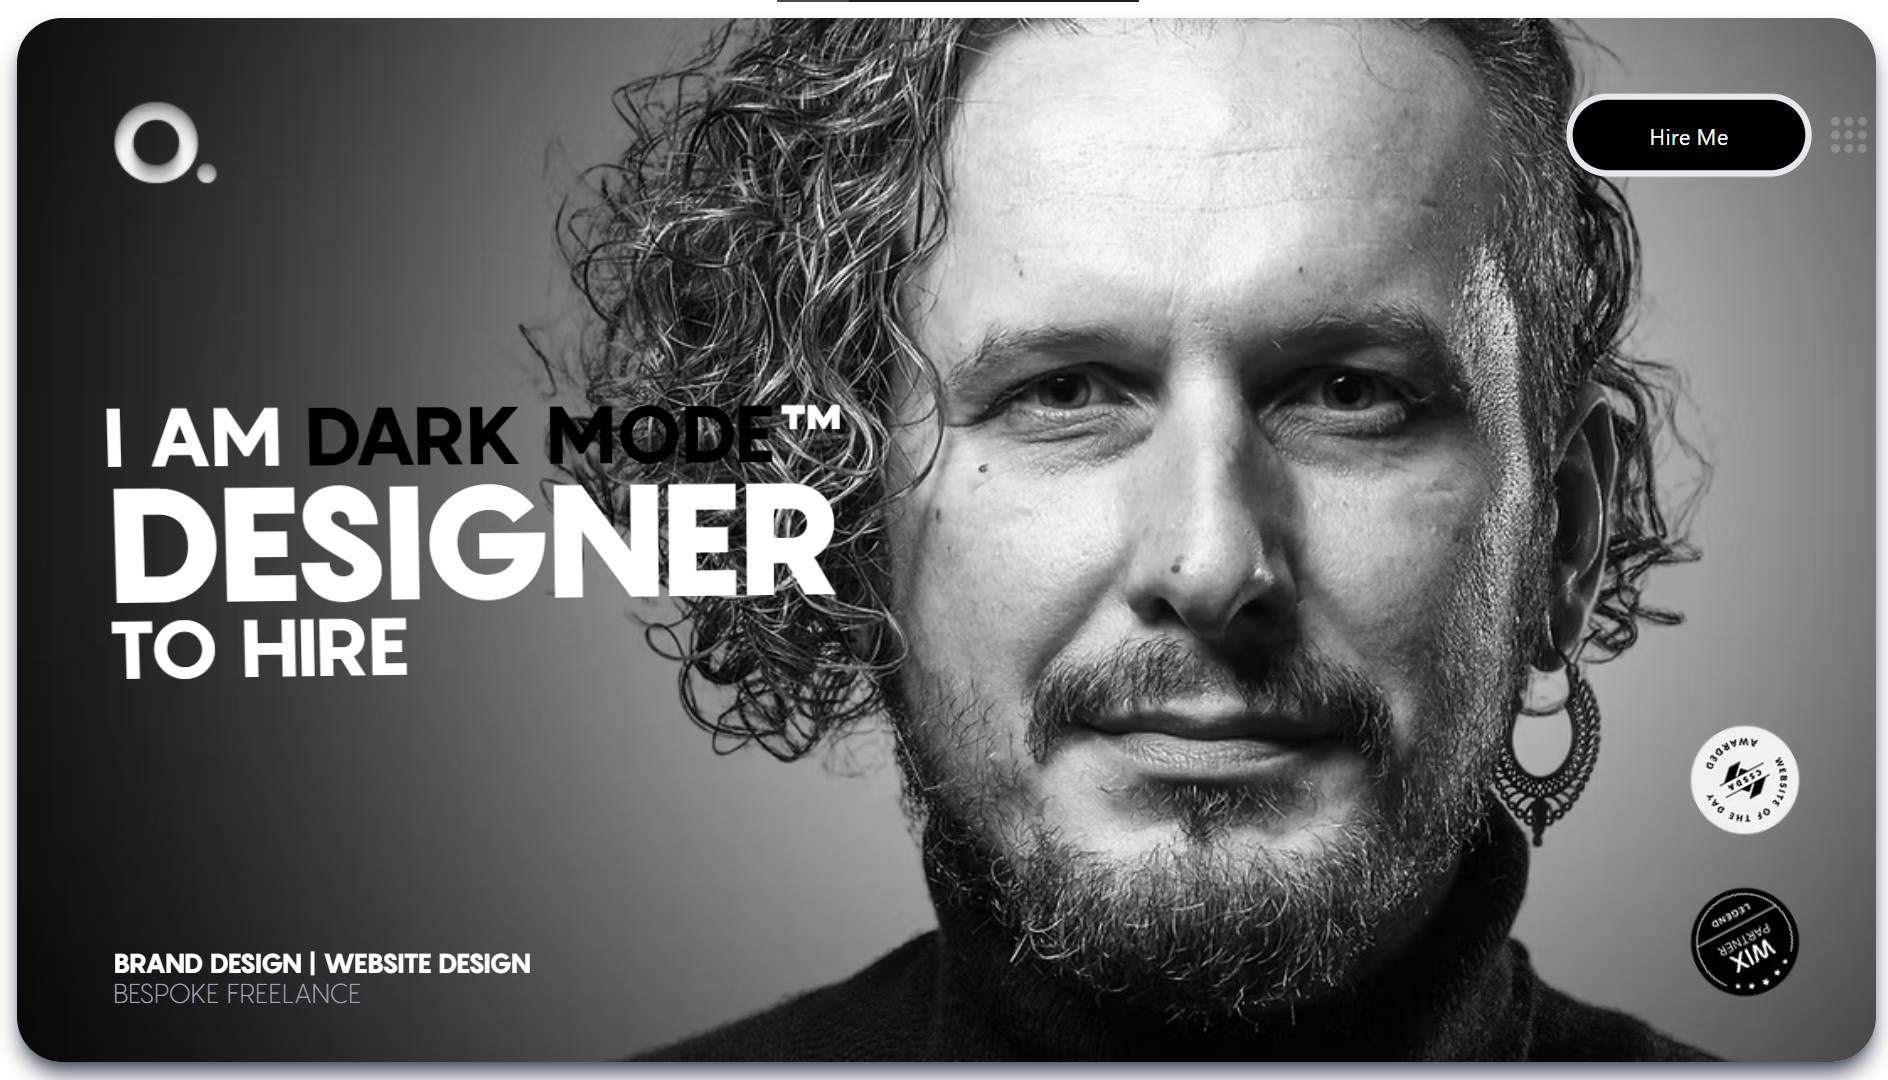 Hire Me
I AM DARK MODE™
DESIGNER
TO HIRE
AWARDED
WEBSITE OF THE DAY
CSSDA
WIX
PARTNER
LEGEND
BRAND DESIGN | WEBSITE DESIGN
BESPOKE FREELANCE